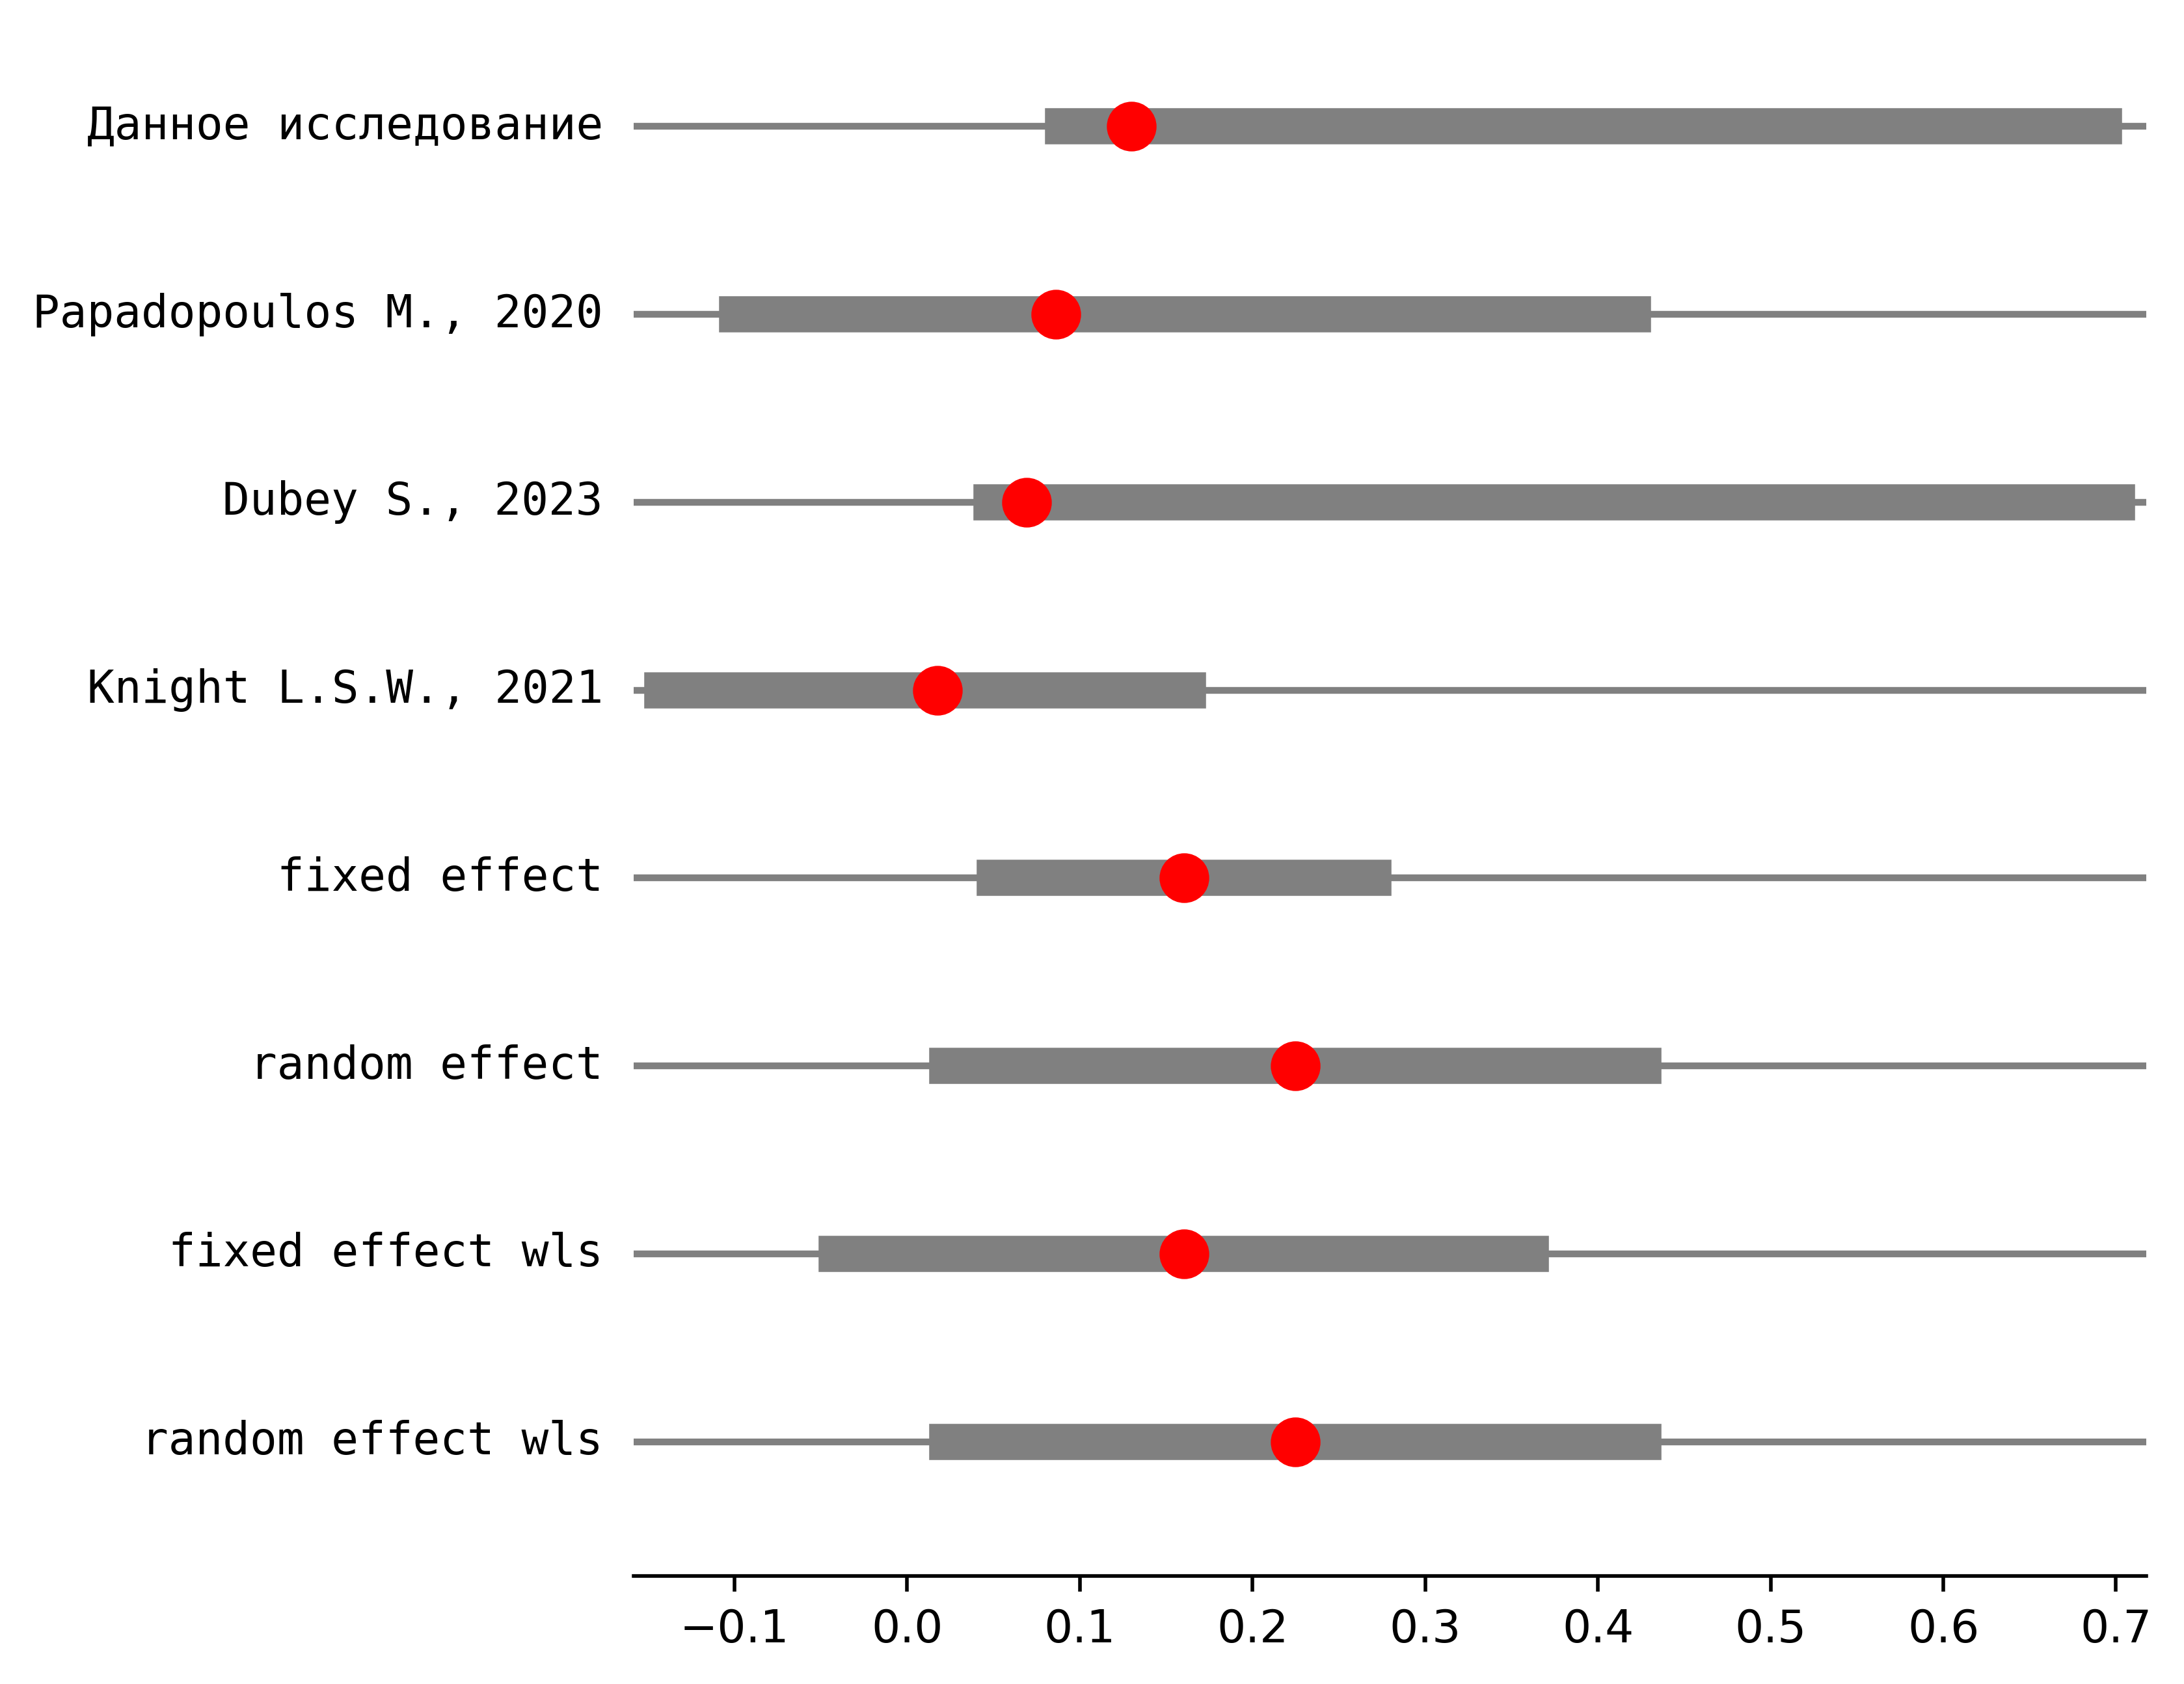 Данное исследование
Papadopoulos M., 2020
Dubey S., 2023
Knight L.S.W., 2021
fixed effect
random effect
fixed effect wls
random effect wls
−0.1 0.0 0.1 0.2 0.3 0.4 0.5 0.6 0.7